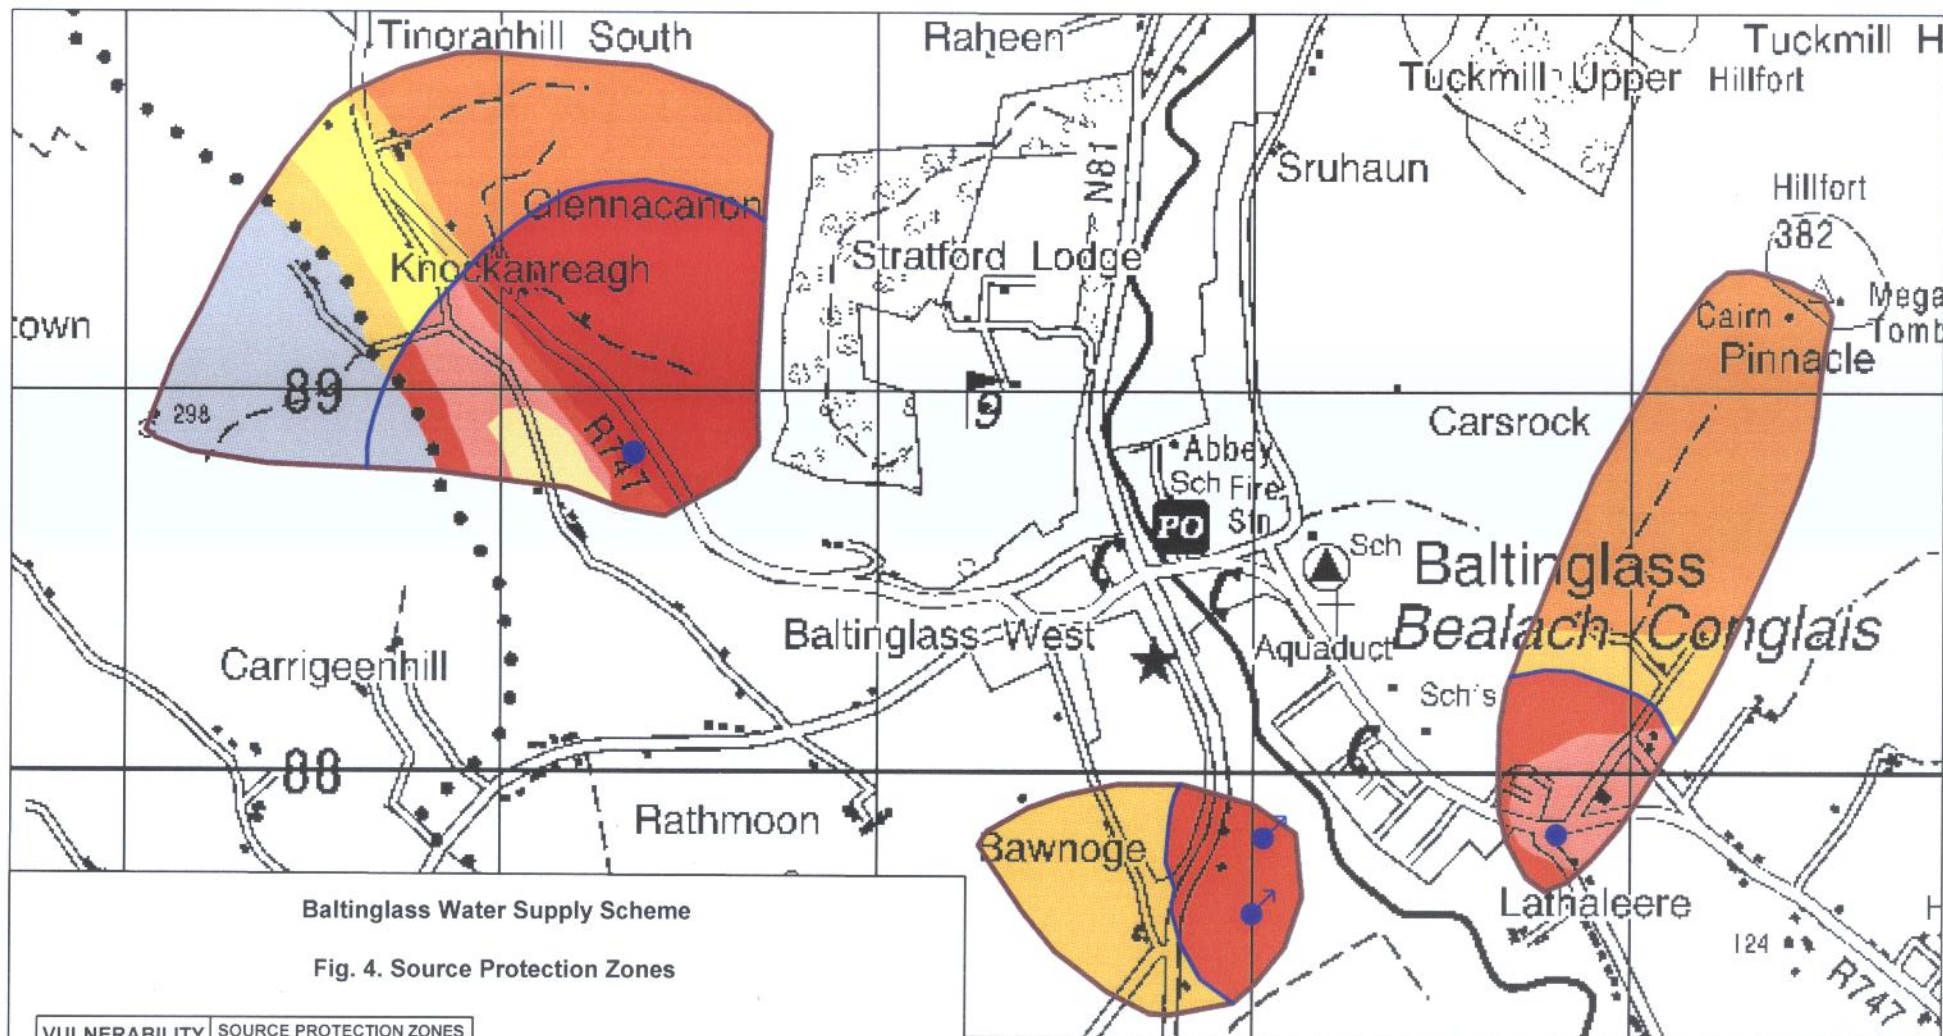 Tinoranhill South
Raheen
Tuckmill H
Tuckmill Upper Hillfort
N81
Sruhaun
Hillfort
382
Glennacanon
Stratford Lodge
Knockanreagh
Mega
Tomb
Cairn
Pinnacle
town
89
298
9
Carsrock
R747
Abbey
Sch Fire
Stn
PO
Sch
Baltinglass
Bealach Conglais
Baltinglass West
Aquaduct
Carrigeenhill
Sch's
88
Rathmoon
Bawnoge
Lathaleere
124
R747
H
Baltinglass Water Supply Scheme
Fig. 4. Source Protection Zones
VULNERABILITY SOURCE PROTECTION ZONES